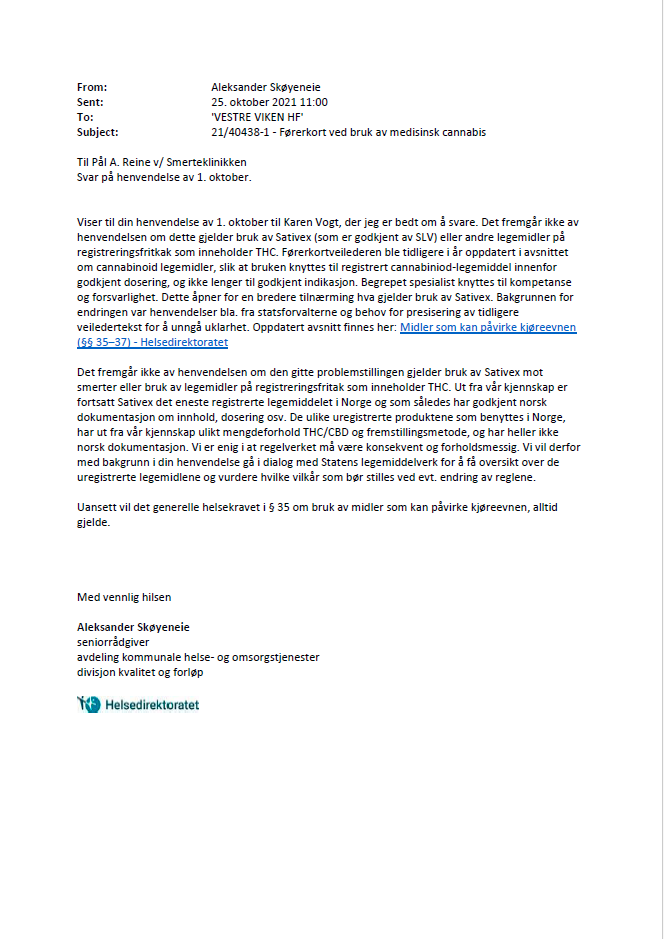 From: Aleksander Skøyeneie
Sent: 25. oktober 2021 11:00
To: 'VESTRE VIKEN HF'
Subject: 21/40438-1 - Førerkort ved bruk av medisinsk cannabis
Til Pål A. Reine v/ Smerteklinikken
Svar på henvendelse av 1. oktober.
Viser til din henvendelse av 1. oktober til Karen Vogt, der jeg er bedt om å svare. Det fremgår ikke av
henvendelsen om dette gjelder bruk av Sativex (som er godkjent av SLV) eller andre legemidler på
registreringsfritkak som inneholder THC. Førerkortveilederen ble tidligere i år oppdatert i avsnittet
om cannabinoid legemidler, slik at bruken knyttes til registrert cannabiniod-legemiddel innenfor
godkjent dosering, og ikke lenger til godkjent indikasjon. Begrepet spesialist knyttes til kompetanse
og forsvarlighet. Dette åpner for en bredere tilnærming hva gjelder bruk av Sativex. Bakgrunnen for
endringen var henvendelser bla. fra statsforvalterne og behov for presisering av tidligere
veiledertekst for å unngå uklarhet. Oppdatert avsnitt finnes her: Midler som kan påvirke kjøreevnen
(§§ 35–37) - Helsedirektoratet
Det fremgår ikke av henvendelsen om den gitte problemstillingen gjelder bruk av Sativex mot
smerter eller bruk av legemidler på registreringsfritak som inneholder THC. Ut fra vår kjennskap er
fortsatt Sativex det eneste registrerte legemiddelet i Norge og som således har godkjent norsk
dokumentasjon om innhold, dosering osv. De ulike uregistrerte produktene som benyttes i Norge,
har ut fra vår kjennskap ulikt mengdeforhold THC/CBD og fremstillingsmetode, og har heller ikke
norsk dokumentasjon. Vi er enig i at regelverket må være konsekvent og forholdsmessig. Vi vil derfor
med bakgrunn i din henvendelse gå i dialog med Statens legemiddelverk for å få oversikt over de
uregistrerte legemidlene og vurdere hvilke vilkår som bør stilles ved evt. endring av reglene.
Uansett vil det generelle helsekravet i § 35 om bruk av midler som kan påvirke kjøreevnen, alltid
gjelde.
Med vennlig hilsen
Aleksander Skøyeneie
seniorrådgiver
avdeling kommunale helse- og omsorgstjenester
divisjon kvalitet og forløp
Helsedirektoratet